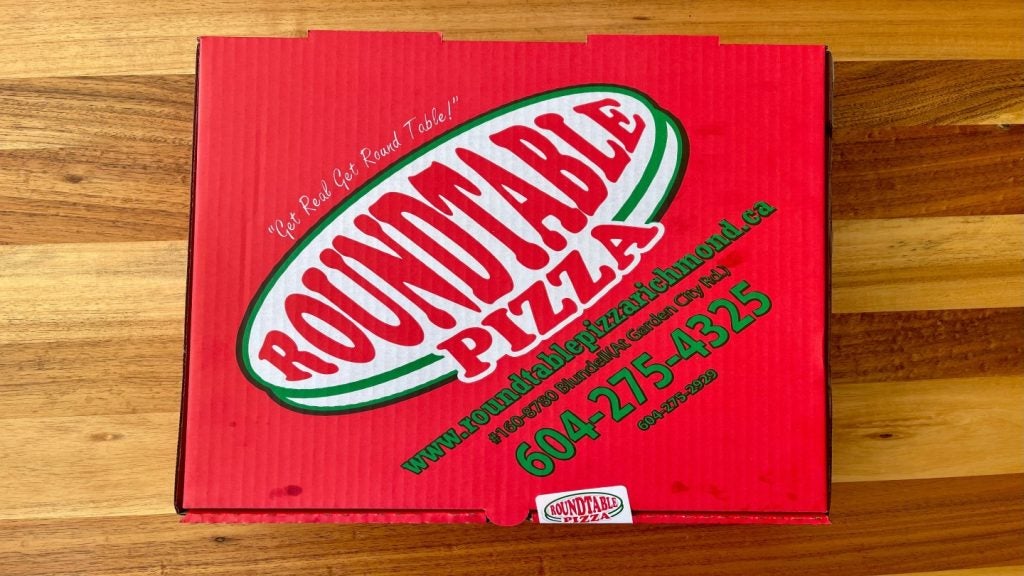 "Get Real Get Round Table!"
ROUNDTABLE
PIZZA
www.roundtablepizzarichmond.ca
#160-8780 Blundell(At Garden City Rd.)
604-275-4325
604-275-2929
ROUNDTABLE
PIZZA